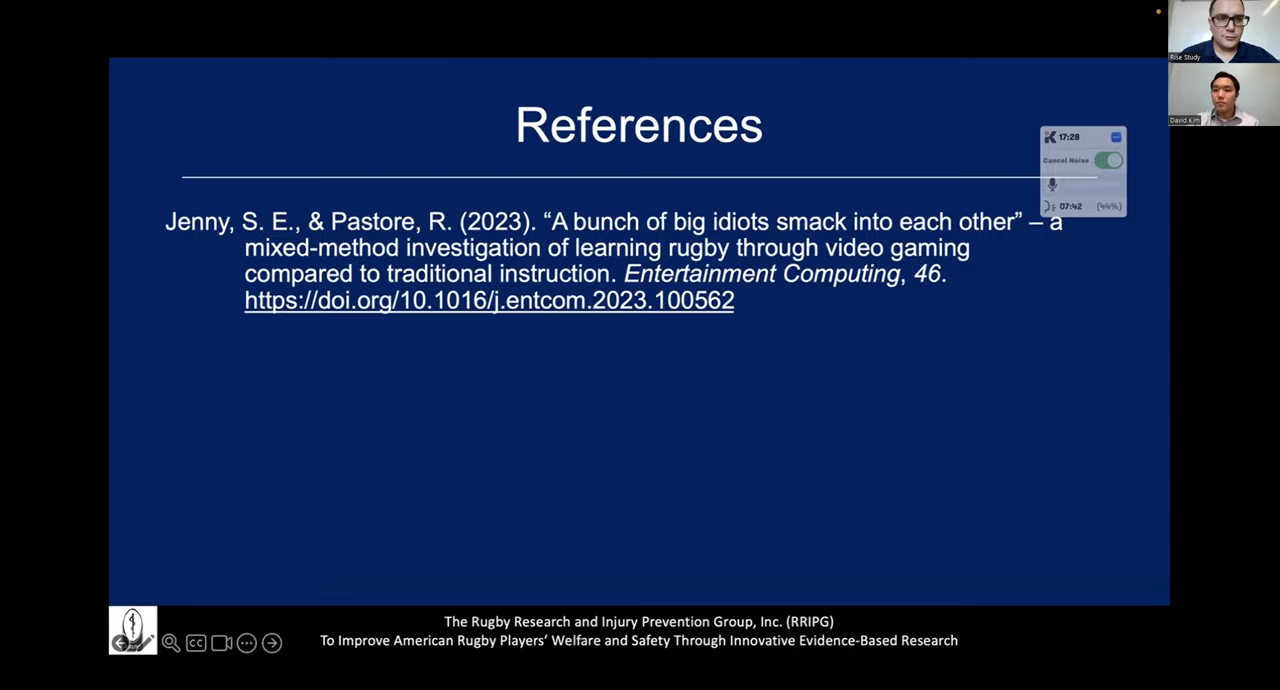 Rise Study
David Kim
References
17:28
Cancel Noise
07:42 (44%)
Jenny, S. E., & Pastore, R. (2023). “A bunch of big idiots smack into each other” – a
mixed-method investigation of learning rugby through video gaming
compared to traditional instruction. Entertainment Computing, 46.
https://doi.org/10.1016/j.entcom.2023.100562
The Rugby Research and Injury Prevention Group, Inc. (RRIPG)
To Improve American Rugby Players’ Welfare and Safety Through Innovative Evidence-Based Research
CC